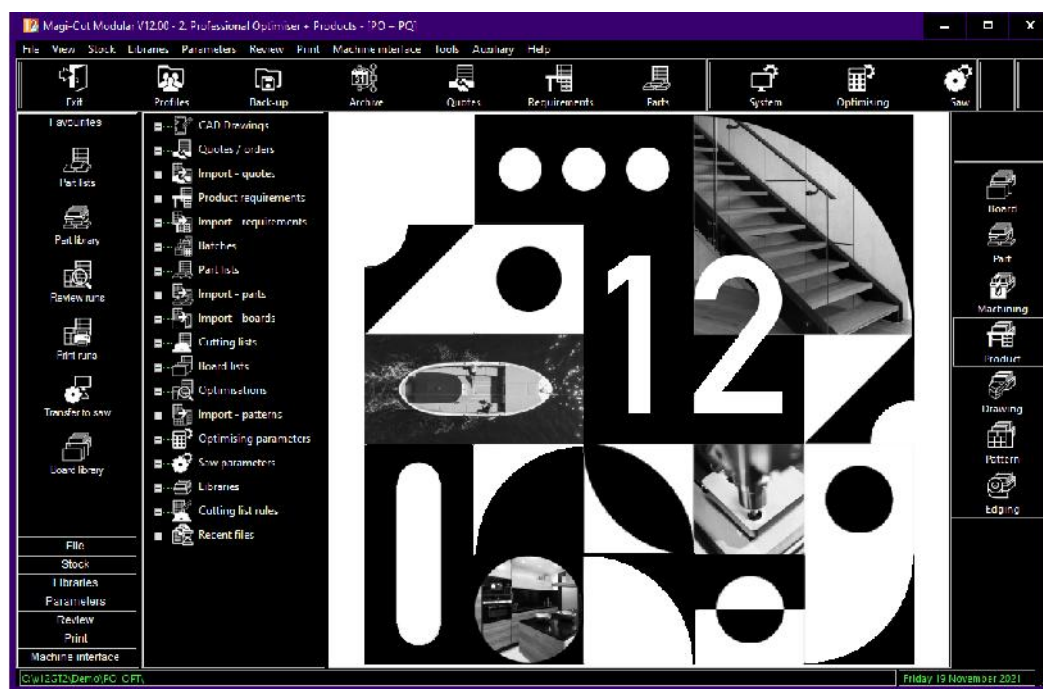 Magi-Cut Modular V12.00 - 2. Professional Optimiser + Products - [PO - PQ]
File View Stock Libraries Parameters Review Print Machine interface Tools Auxiliary Help
Exit Profiles Back-up Archive Quotes Requirements Parts System Optimising Saw
31
Favourites
Part lists
Part library
Review runs
Print runs
Transfer to saw
Board library
File
Stock
Libraries
Parameters
Review
Print
Machine interface
CAD Drawings
Quotes / orders
Import - quotes
Product requirements
Import - requirements
Batches
Part lists
Import - parts
Import - boards
Cutting lists
Board lists
Optimisations
Import - patterns
Optimising parameters
Saw parameters
Libraries
Cutting list rules
Recent files
12
Board
Part
Machining
Product
Drawing
Pattern
Edging
Friday 19 November 2021